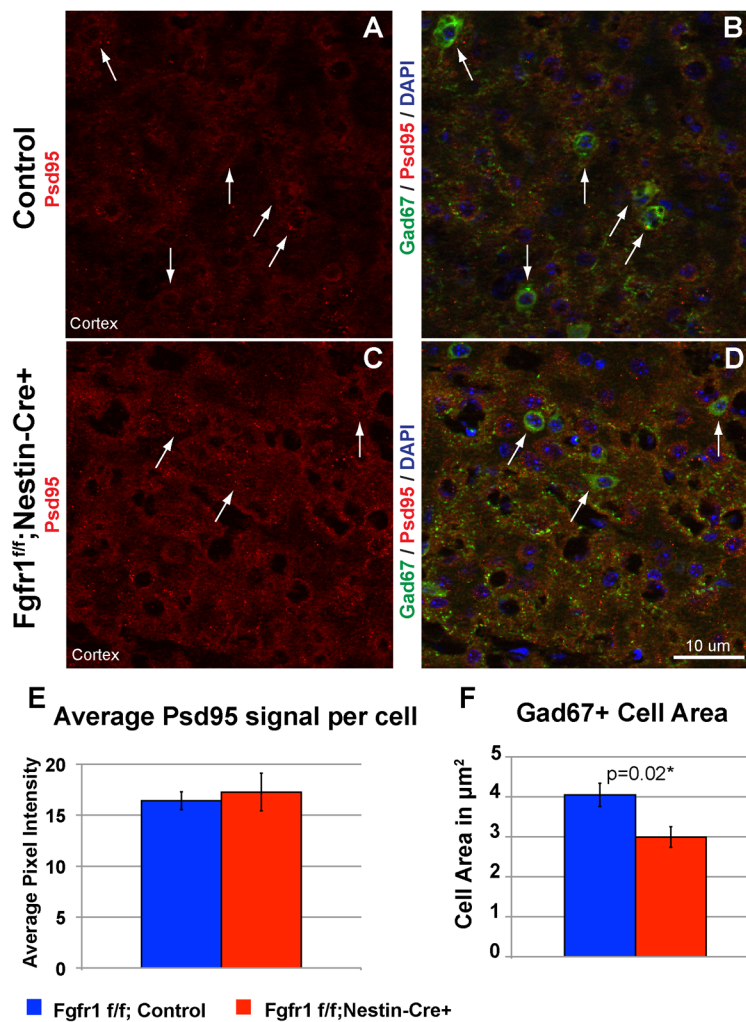 A
B
Control
Psd95
Gad67 / Psd95 / DAPI
Cortex
C
D
Fgfr1f/f;Nestin-Cre+
Psd95
Gad67 / Psd95 / DAPI
Cortex
10 um
E
Average Psd95 signal per cell
Average Pixel Intensity
20
15
10
5
0
F
Gad67+ Cell Area
Cell Area in µm²
5
4
3
2
1
0
p=0.02*
Fgfr1 f/f; Control
Fgfr1 f/f;Nestin-Cre+